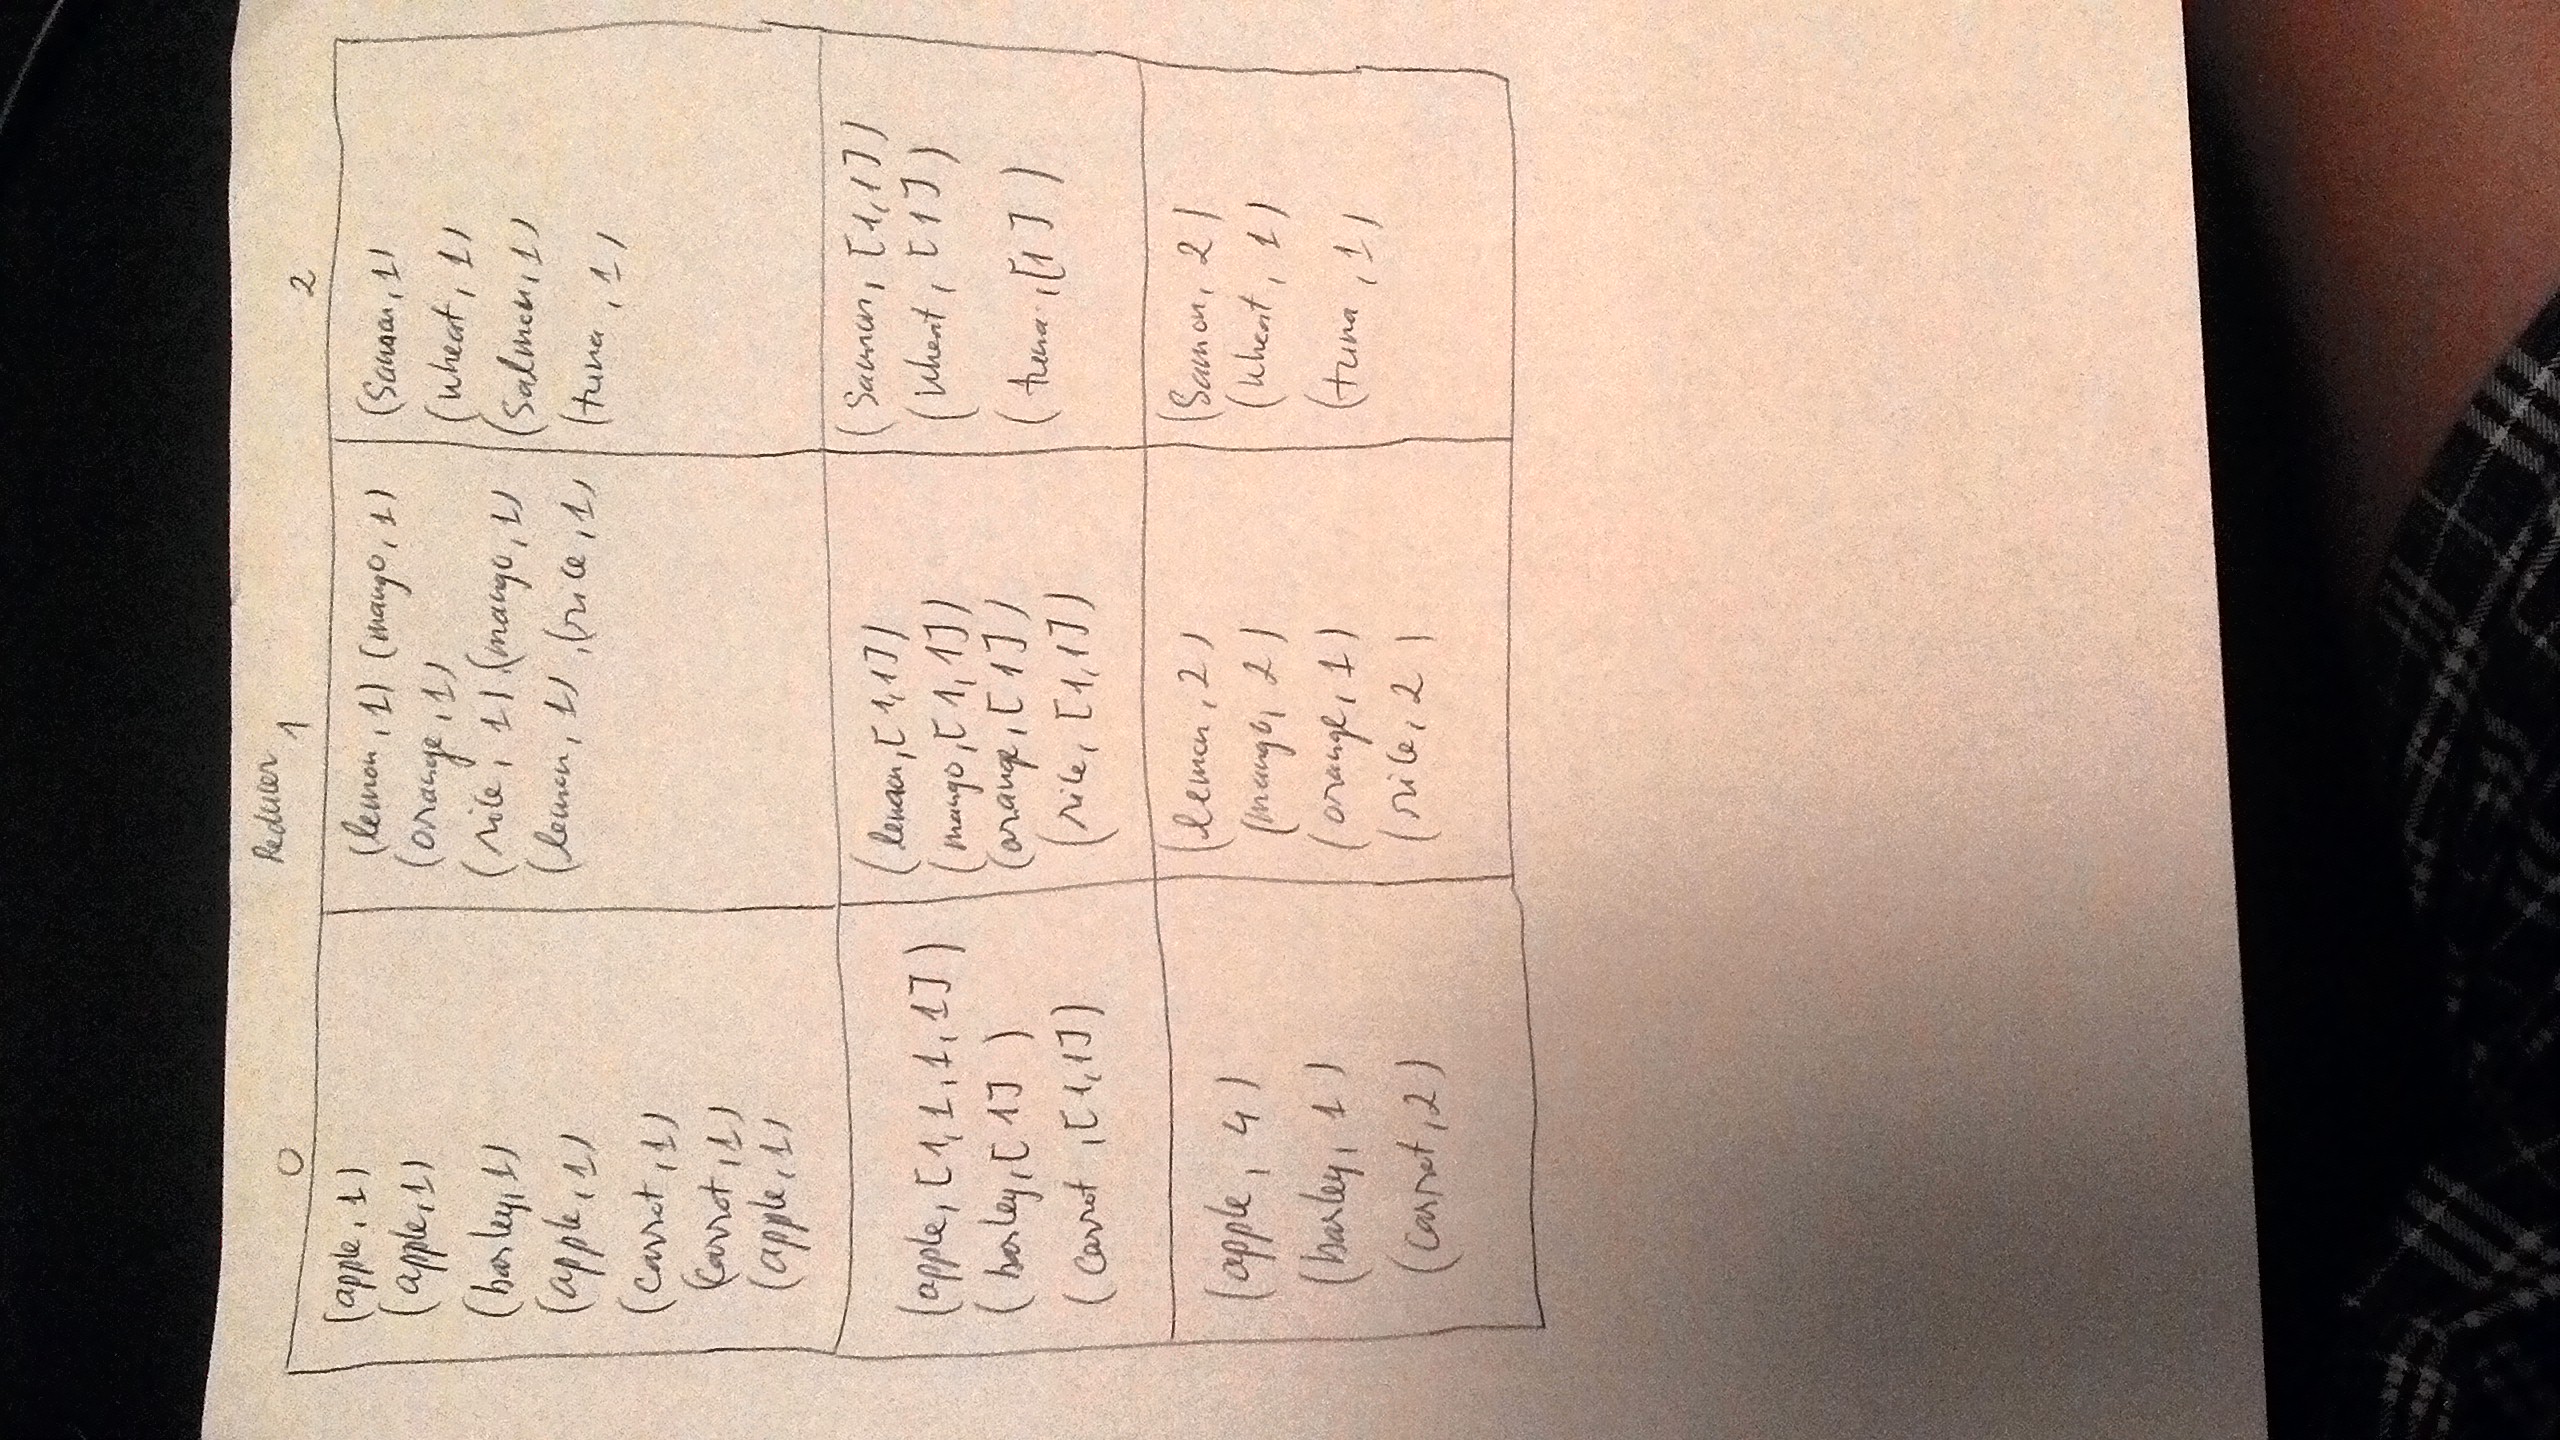 Reducer
0 1 2
(apple, 1)
(apple, 1)
(barley, 1)
(apple, 1)
(carrot, 1)
(carrot, 1)
(apple, 1)
(lemon, 1) (mango, 1)
(orange, 1)
(rice, 1) (mango, 1)
(lemon, 1) , (rice, 1)
(Samon, 1)
(wheat, 1)
(Salmon, 1)
(tuna, 1)
(apple, [1, 1, 1, 1])
(barley, [1])
(carrot, [1,1])
(lemon, [1,1])
(mango, [1,1])
(orange, [1])
(rice, [1,1])
(Samon, [1,1])
(wheat, [1])
(tuna, [1])
(apple, 4)
(barley, 1)
(carrot, 2)
(lemon, 2)
(mango, 2)
(orange, 1)
(rice, 2)
(Samon, 2)
(wheat, 1)
(tuna, 1)